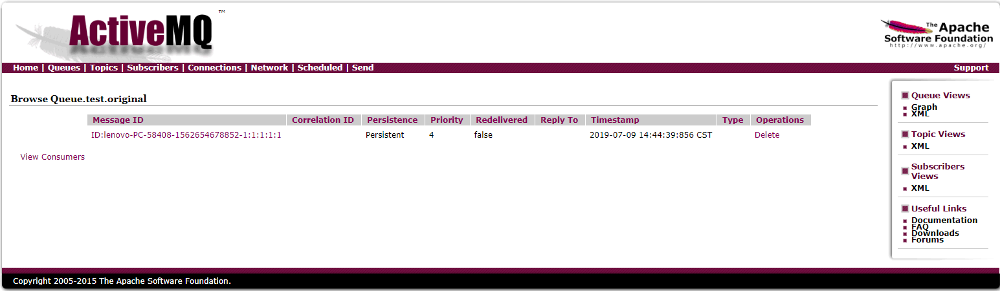 ActiveMQ™
The Apache
Software Foundation
http://www.apache.org/
Home | Queues | Topics | Subscribers | Connections | Network | Scheduled | Send
Support
Browse Queue.test.original
Message ID Correlation ID Persistence Priority Redelivered Reply To Timestamp Type Operations
ID:lenovo-PC-58408-1562654678852-1:1:1:1:1 Persistent 4 false 2019-07-09 14:44:39:856 CST Delete
View Consumers
Queue Views
Graph
XML
Topic Views
XML
Subscribers
Views
XML
Useful Links
Documentation
FAQ
Downloads
Forums
Copyright 2005-2015 The Apache Software Foundation.